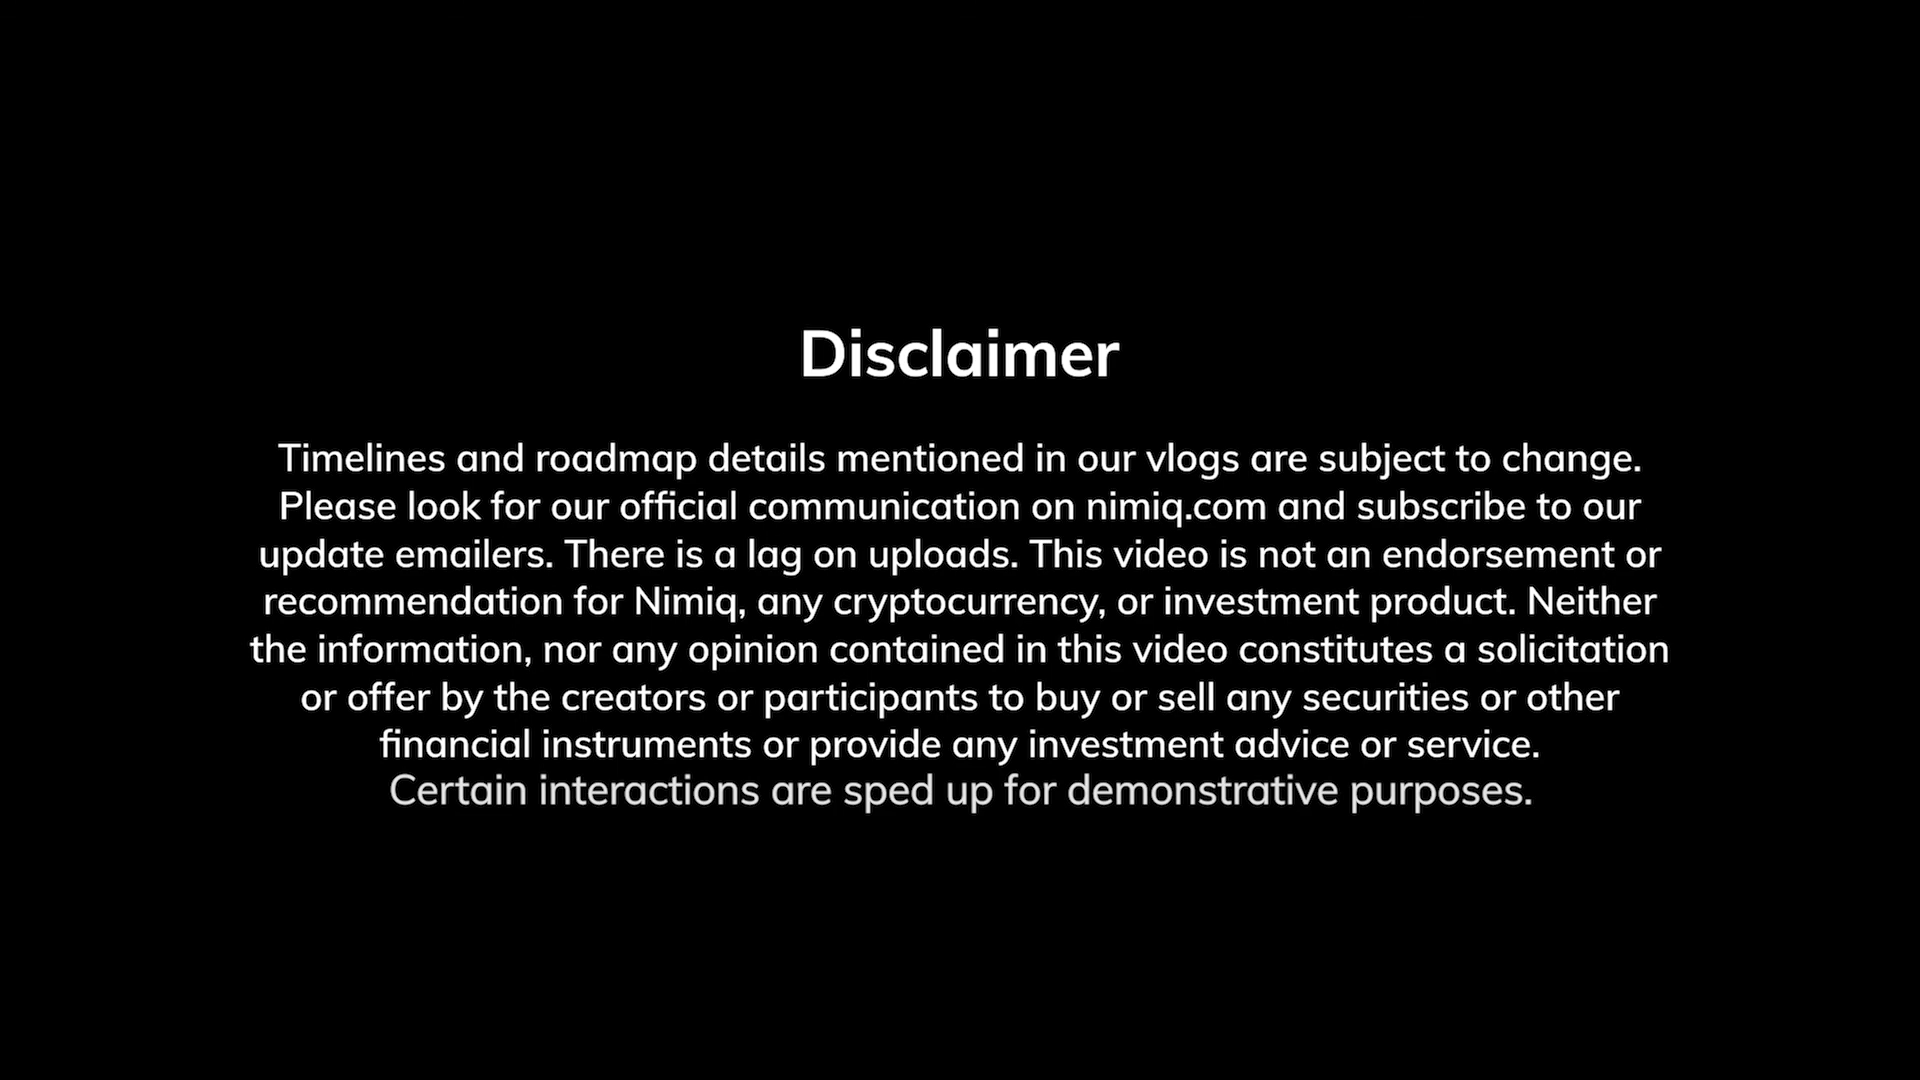 Disclaimer
Timelines and roadmap details mentioned in our vlogs are subject to change.
Please look for our official communication on nimiq.com and subscribe to our
update emailers. There is a lag on uploads. This video is not an endorsement or
recommendation for Nimiq, any cryptocurrency, or investment product. Neither
the information, nor any opinion contained in this video constitutes a solicitation
or offer by the creators or participants to buy or sell any securities or other
financial instruments or provide any investment advice or service.
Certain interactions are sped up for demonstrative purposes.